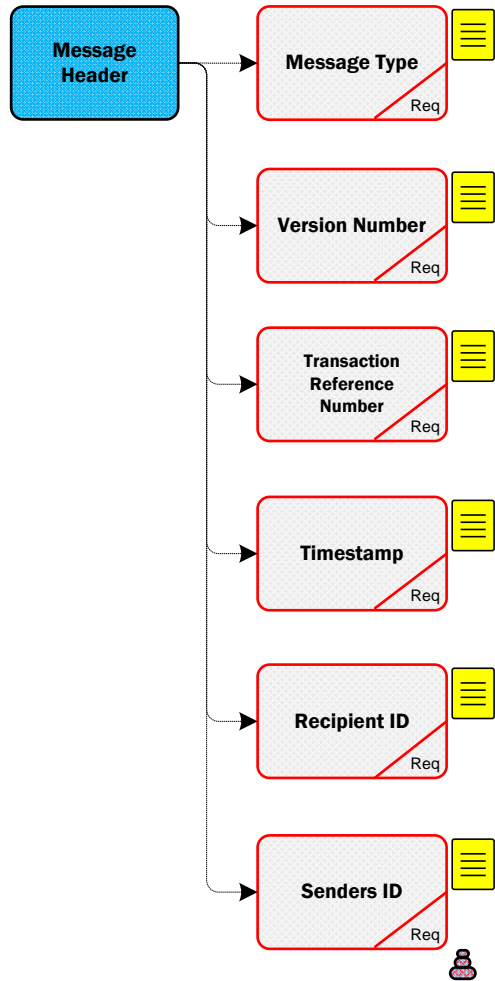 Message
Header
Message Type
Req
Version Number
Req
Transaction
Reference
Number
Req
Timestamp
Req
Recipient ID
Req
Senders ID
Req